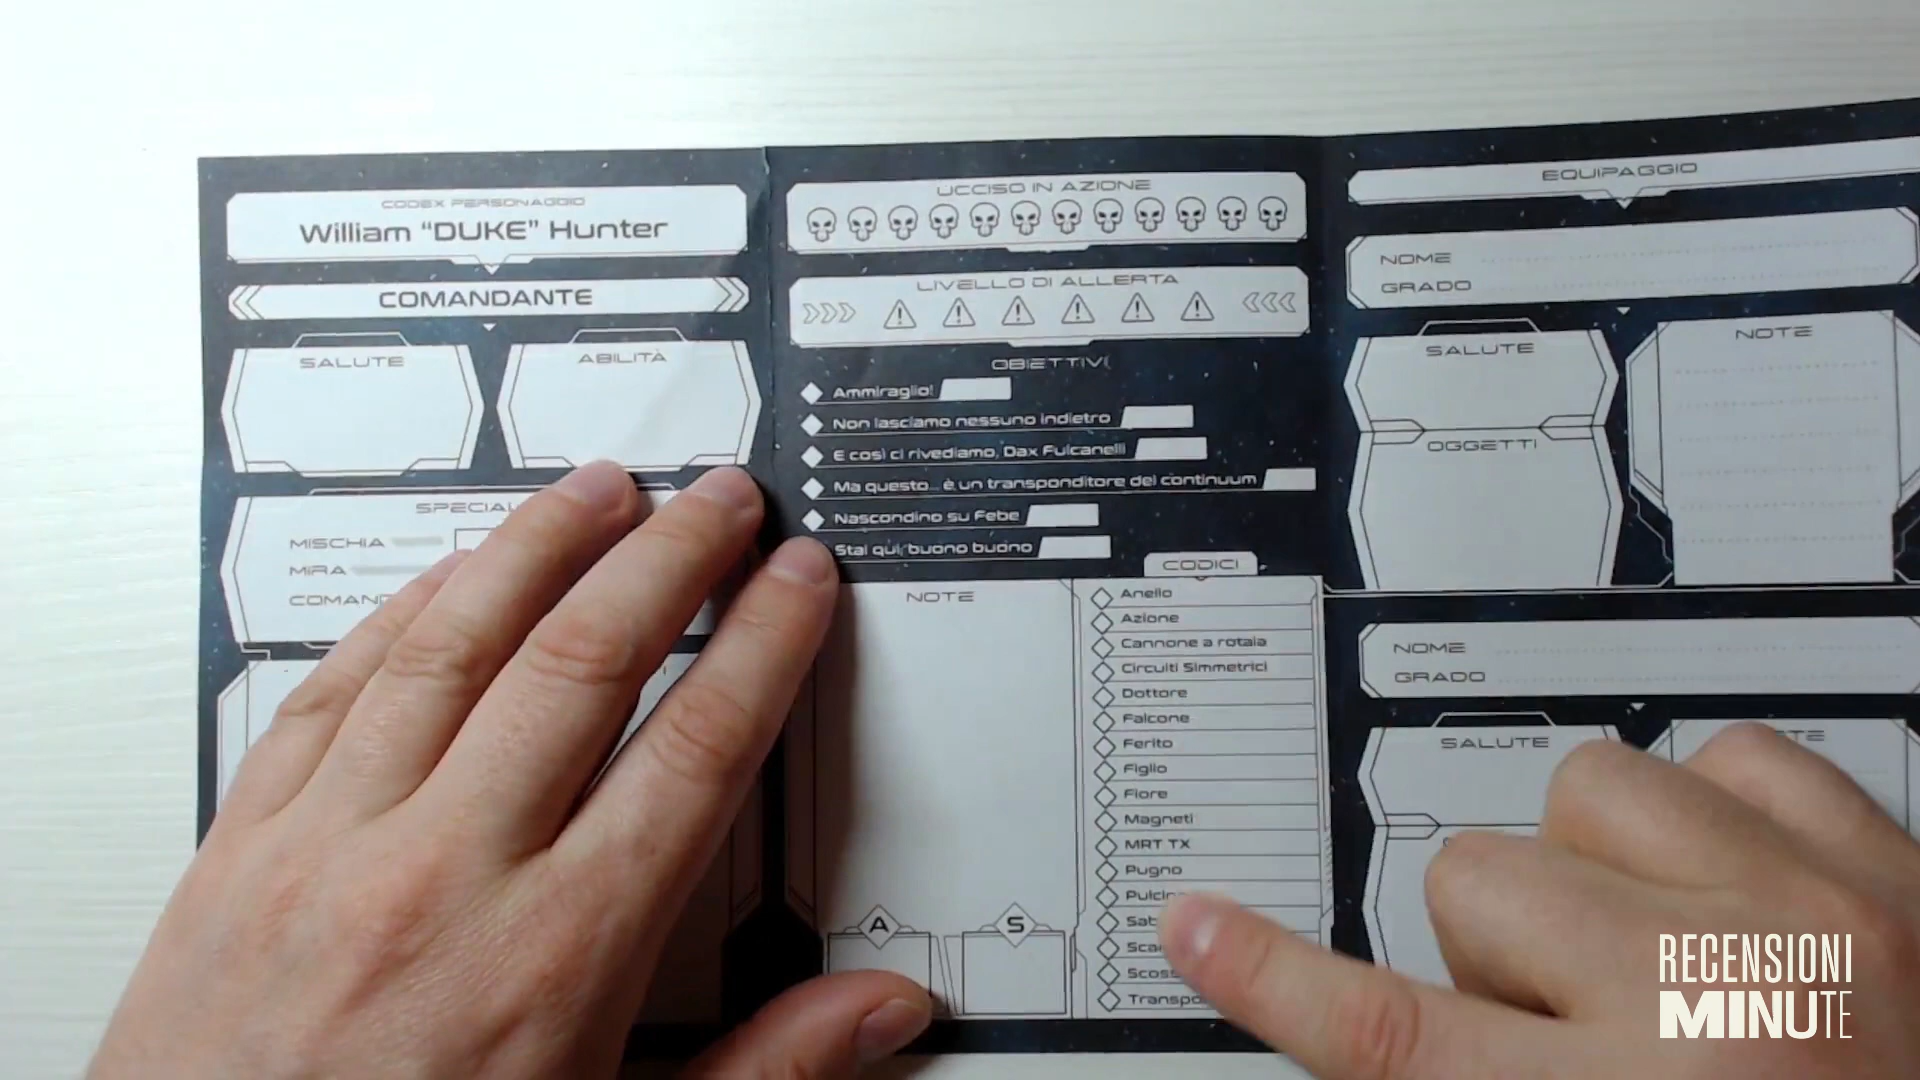 CODEX PERSONAGGIO
William “DUKE” Hunter
COMANDANTE
SALUTE
ABILITÀ
MISCHIA
MIRA
UCCISO IN AZIONE
LIVELLO DI ALLERTA
OBIETTIVI
Ammiraglio!
Non lasciamo nessuno indietro
E così ci rivediamo, Dax Fulcanelli
Ma questo... è un transponditore del continuum
Nascondino su Febe
Stai qui, buono buono
NOTE
A
S
CODICI
Anello
Azione
Cannone a rotaia
Circuiti Simmetrici
Dottore
Falcone
Ferito
Figlio
Fiore
Magneti
MRT TX
Pugno
EQUIPAGGIO
NOME
GRADO
SALUTE
NOTE
OGGETTI
NOME
GRADO
SALUTE
RECENSIONI
MINUTE